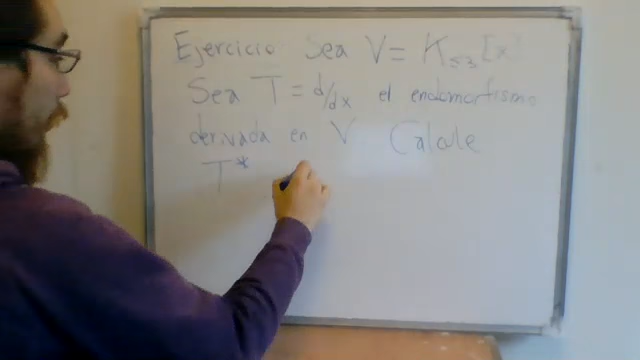 Ejercicio: Sea V = K≤3[x]
Sea T = d/dx el endomorfismo
derivada en V. Calcule
T*